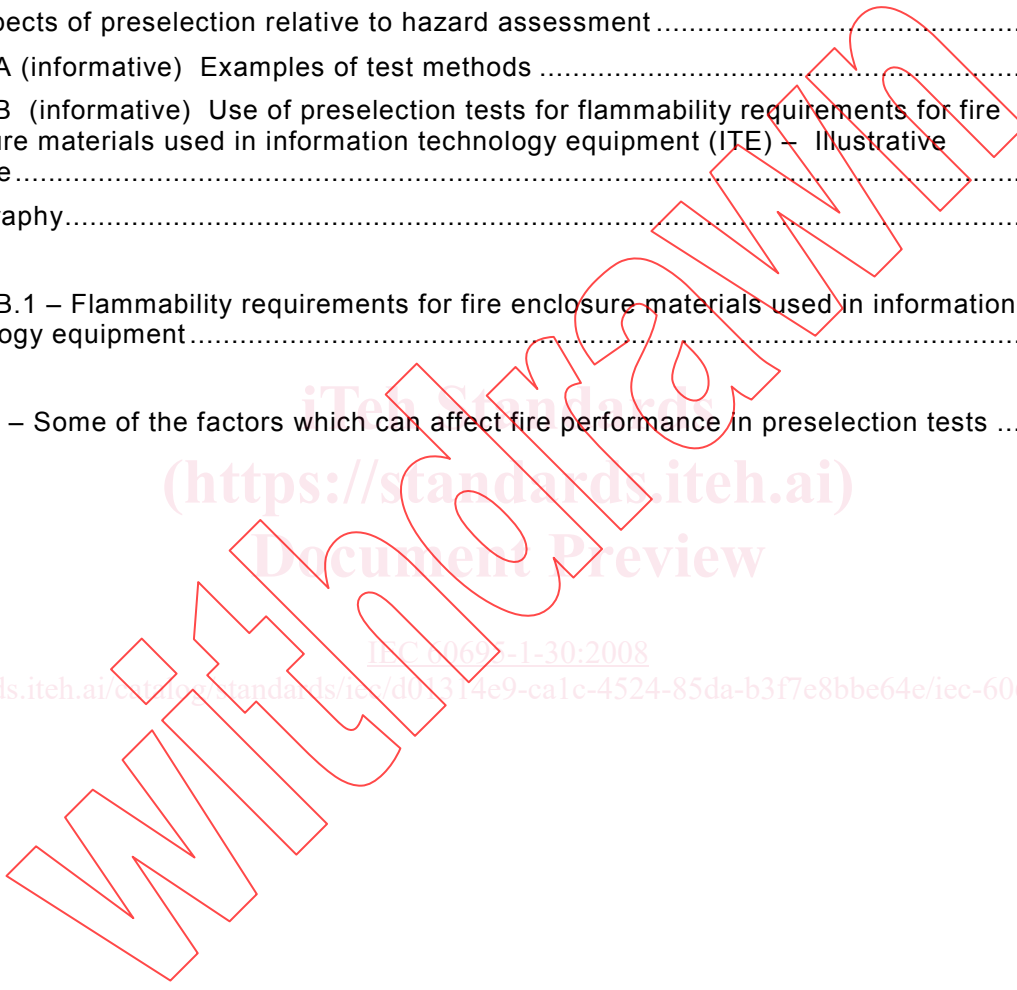 pects of preselection relative to hazard assessment
A (informative) Examples of test methods
B (informative) Use of preselection tests for flammability requirements for fire
ure materials used in information technology equipment (ITE) – Illustrative
e
raphy
B.1 – Flammability requirements for fire enclosure materials used in information
logy equipment
iTeh Standards
– Some of the factors which can affect fire performance in preselection tests
(https://standards.iteh.ai)
Document Preview
IEC 60695-1-30:2008
ds.iteh.ai/catalog/standards/iec/d01314e9-ca1c-4524-85da-b3f7e8bbe64e/iec-606
withdrawn